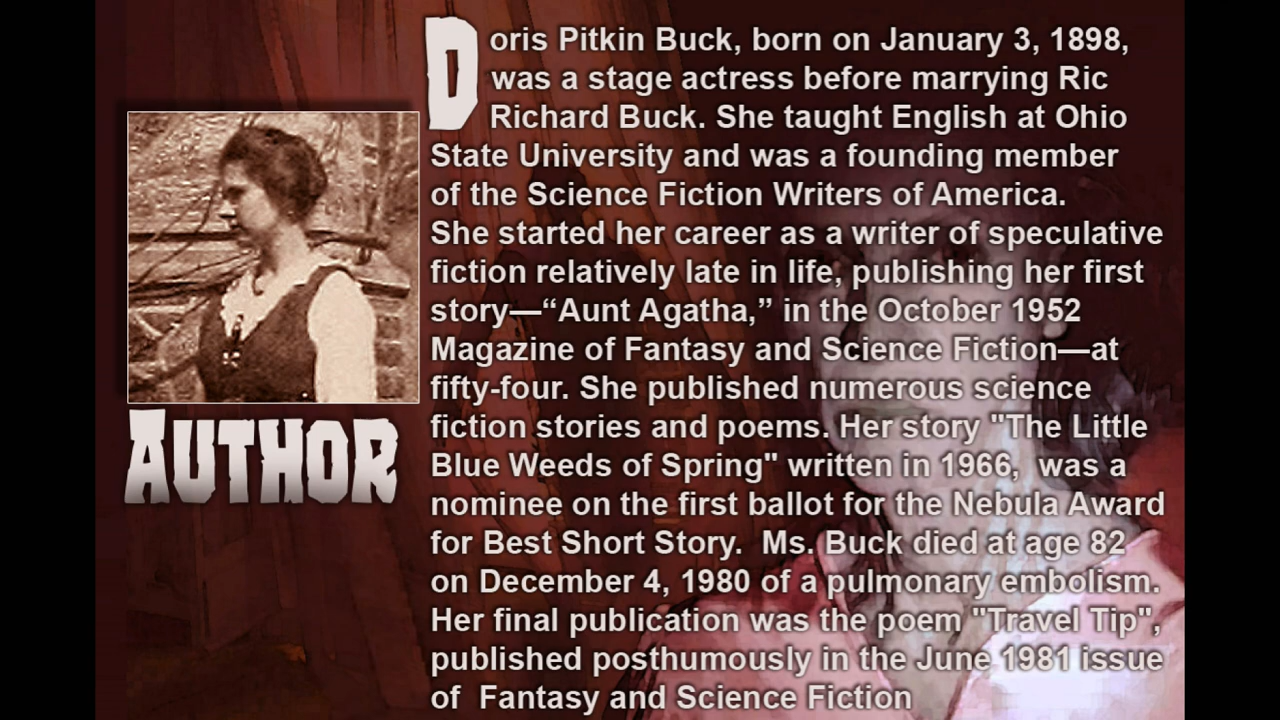 Doris Pitkin Buck, born on January 3, 1898,
was a stage actress before marrying Ric
Richard Buck. She taught English at Ohio
State University and was a founding member
of the Science Fiction Writers of America.
She started her career as a writer of speculative
fiction relatively late in life, publishing her first
story—“Aunt Agatha,” in the October 1952
Magazine of Fantasy and Science Fiction—at
fifty-four. She published numerous science
fiction stories and poems. Her story "The Little
Blue Weeds of Spring" written in 1966,  was a
nominee on the first ballot for the Nebula Award
for Best Short Story.  Ms. Buck died at age 82
on December 4, 1980 of a pulmonary embolism.
Her final publication was the poem "Travel Tip",
published posthumously in the June 1981 issue
of  Fantasy and Science Fiction
AUTHOR